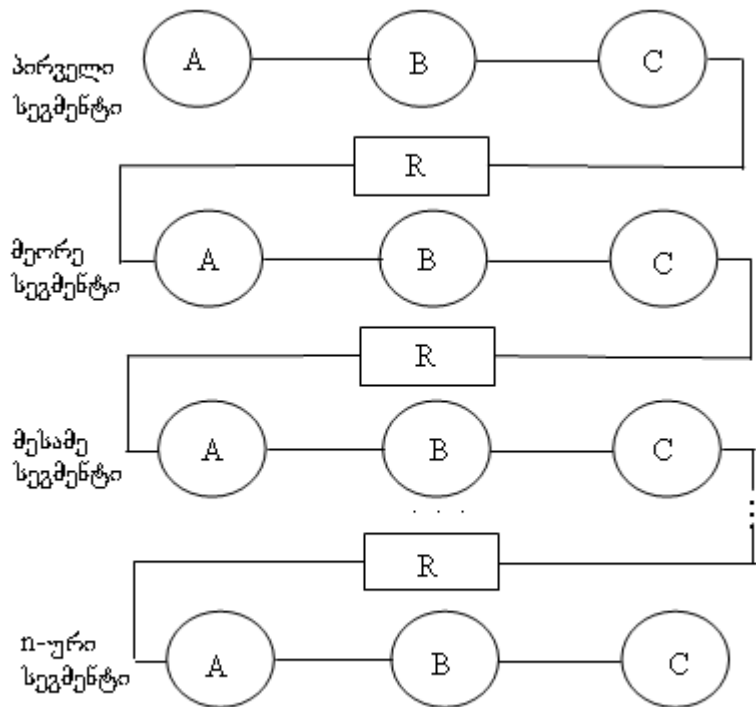 A B C
პირველი
სეგმენტი
R
მეორე
სეგმენტი
A B C
R
მესამე
სეგმენტი
A B C
. . .
R
n-ური
სეგმენტი
A B C